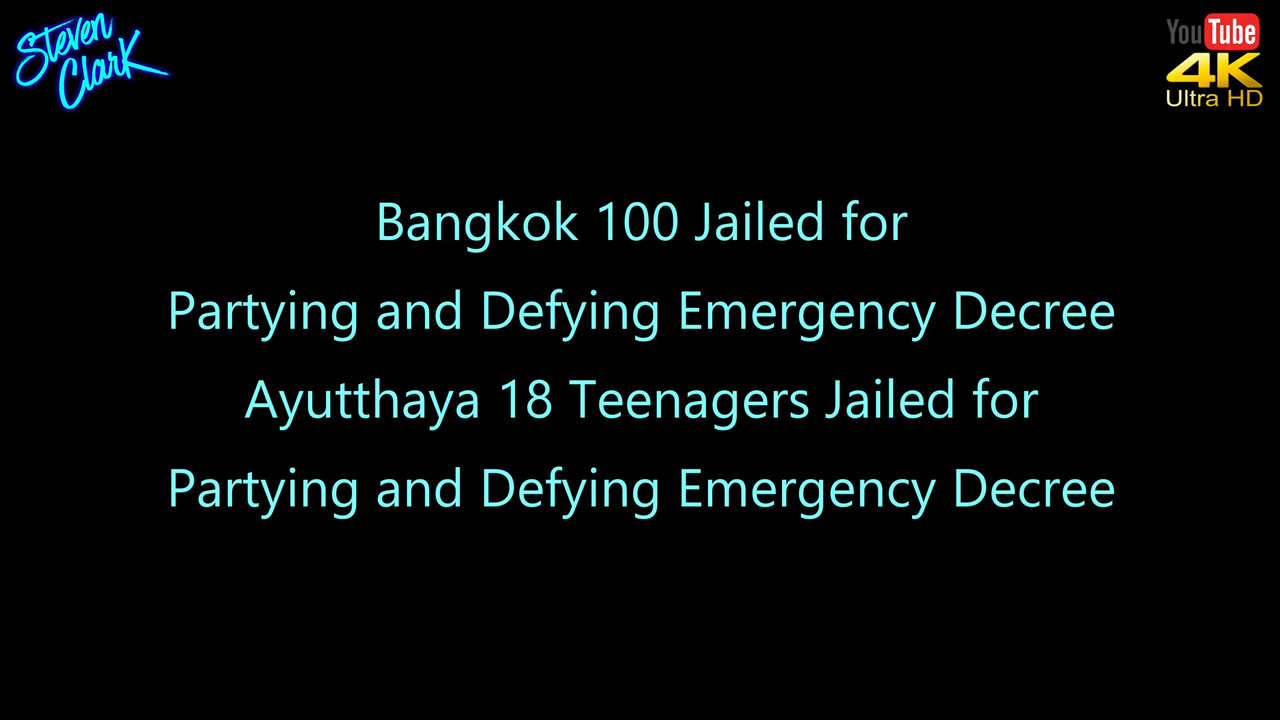 Steven
Clark
YouTube
4K
Ultra HD
Bangkok 100 Jailed for
Partying and Defying Emergency Decree
Ayutthaya 18 Teenagers Jailed for
Partying and Defying Emergency Decree